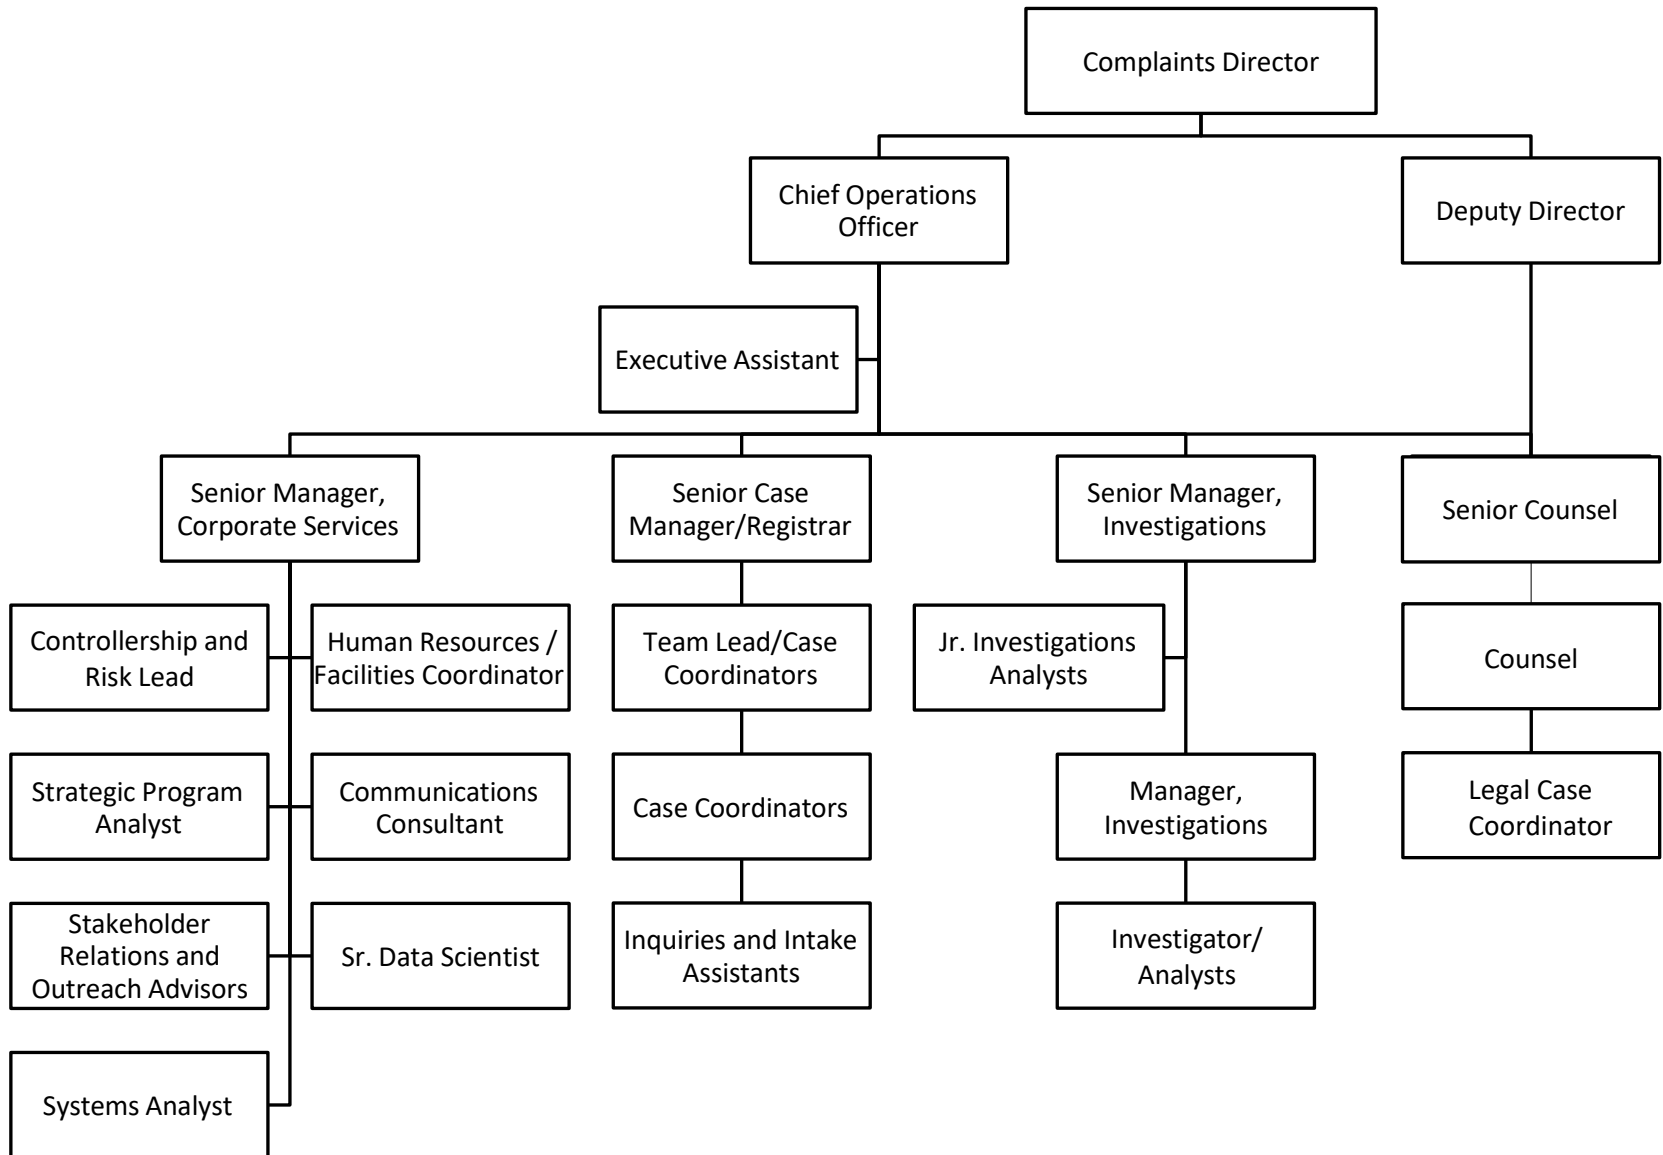 Complaints Director
Chief Operations
Officer
Deputy Director
Executive Assistant
Senior Manager,
Corporate Services
Senior Case
Manager/Registrar
Senior Manager,
Investigations
Senior Counsel
Controllership and
Risk Lead
Human Resources /
Facilities Coordinator
Team Lead/Case
Coordinators
Jr. Investigations
Analysts
Counsel
Strategic Program
Analyst
Communications
Consultant
Case Coordinators
Manager,
Investigations
Legal Case
Coordinator
Stakeholder
Relations and
Outreach Advisors
Sr. Data Scientist
Inquiries and Intake
Assistants
Investigator/
Analysts
Systems Analyst